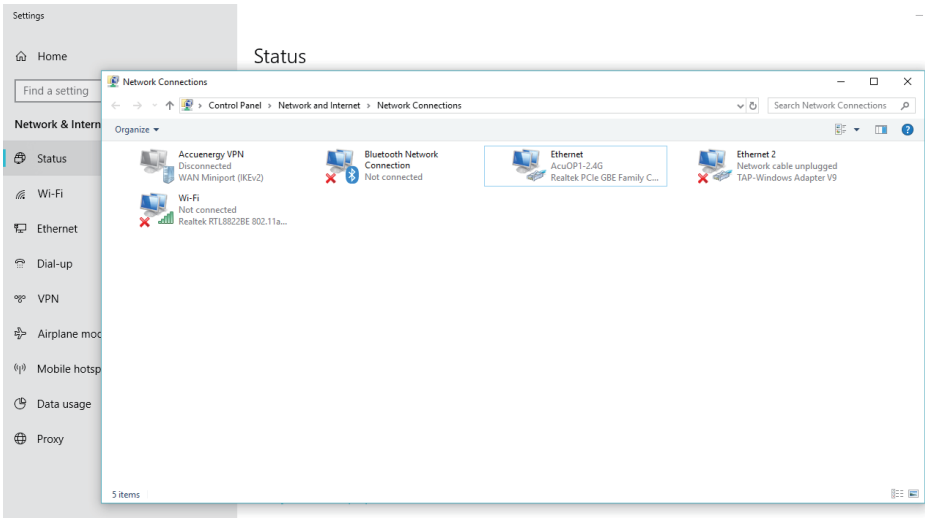 Settings
Home
Status
Find a setting
Network & Intern
Status
Wi-Fi
Ethernet
Dial-up
VPN
Airplane mod
Mobile hotsp
Data usage
Proxy
Network Connections
Control Panel > Network and Internet > Network Connections
Search Network Connections
Organize
Accuenergy VPN
Disconnected
WAN Miniport (IKEv2)
Bluetooth Network
Connection
Not connected
Ethernet
AcuOP1-2.4G
Realtek PCIe GBE Family C...
Ethernet 2
Network cable unplugged
TAP-Windows Adapter V9
Wi-Fi
Not connected
Realtek RTL8822BE 802.11a...
5 items